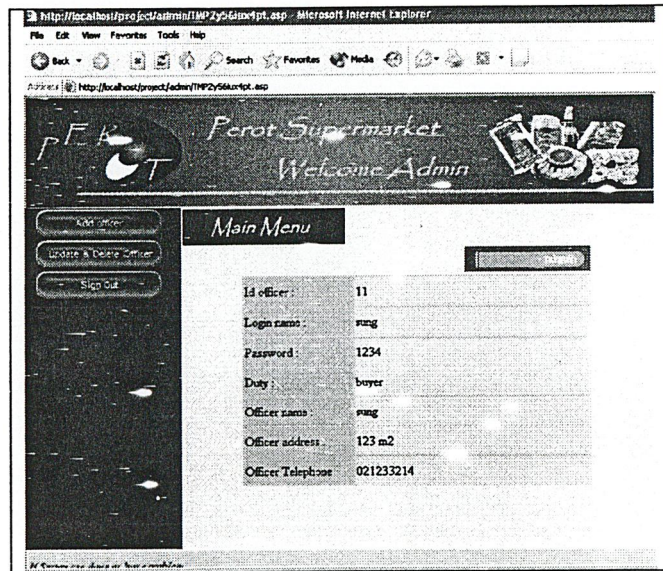 http://localhost/project/admin/TMP2y56iux4pt.asp - Microsoft Internet Explorer
File Edit View Favorites Tools Help
Back Search Favorites Media
Address http://localhost/project/admin/TMP2y56iux4pt.asp
PEROT
Perot Supermarket
Welcome Admin
Add officer
Main Menu
Update & Delete Officer
Sign Out
Id officer : 11
Login name : sung
Password : 1234
Duty : buyer
Officer name : sung
Officer address : 123 m2
Officer Telephone 021233214